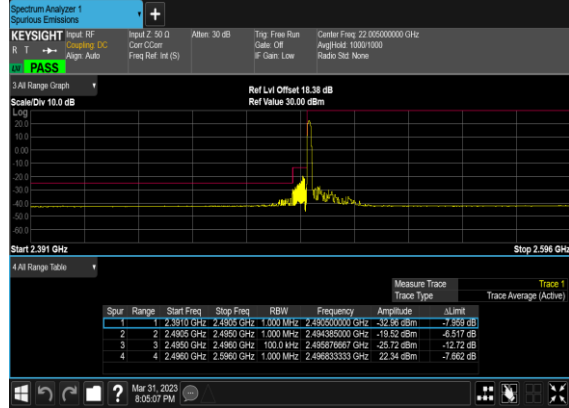 Spectrum Analyzer 1
Spurious Emissions
KEYSIGHT Input: RF Input Z: 50 Ω Atten: 30 dB Trig: Free Run Center Freq: 22.005000000 GHz
R T Coupling: DC Corr CCorr Gate: Off Avg|Hold: 1000/1000
Align: Auto Freq Ref: Int (S) IF Gain: Low Radio Std: None
PASS
3 All Range Graph
Ref Lvl Offset 18.38 dB
Scale/Div 10.0 dB Ref Value 30.00 dBm
Log
20.0
10.0
0.00
-10.0
-20.0
-30.0
-40.0
-50.0
-60.0
Start 2.391 GHz Stop 2.596 GHz
4 All Range Table
Measure Trace Trace 1
Trace Type Trace Average (Active)
Spur Range Start Freq Stop Freq RBW Frequency Amplitude ΔLimit
1 1 2.3910 GHz 2.4905 GHz 1.000 MHz 2.490500000 GHz -32.96 dBm -7.959 dB
2 2 2.4905 GHz 2.4950 GHz 1.000 MHz 2.494385000 GHz -19.52 dBm -6.517 dB
3 3 2.4950 GHz 2.4960 GHz 100.0 kHz 2.495876667 GHz -25.72 dBm -12.72 dB
4 4 2.4960 GHz 2.5960 GHz 1.000 MHz 2.496833333 GHz 22.34 dBm -7.662 dB
Mar 31, 2023
8:05:07 PM